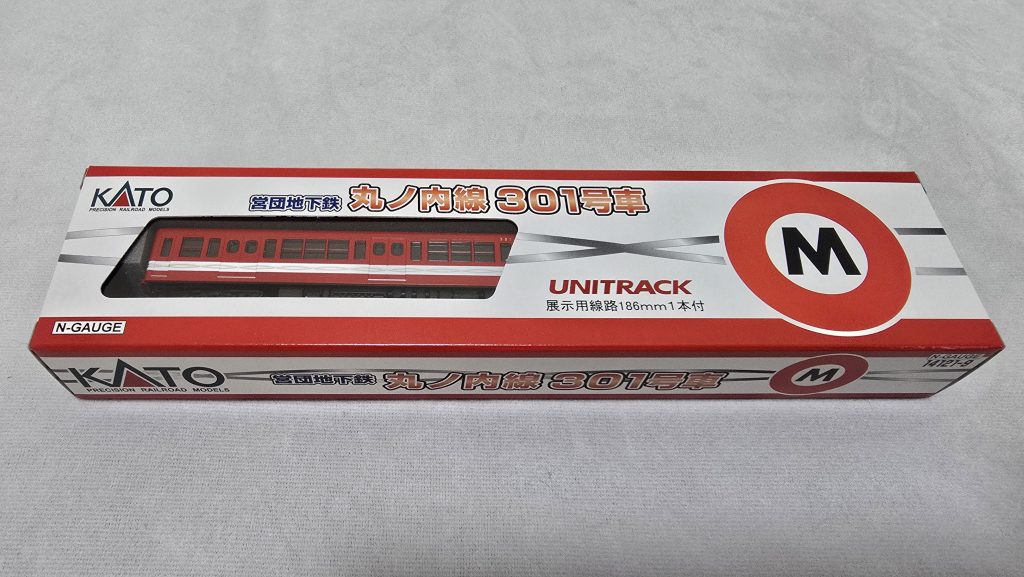 KATO
PRECISION RAILROAD MODELS
営団地下鉄 丸ノ内線 301号車
M
UNITRACK
展示用線路186mm1本付
N-GAUGE
KATO
PRECISION RAILROAD MODELS
営団地下鉄 丸ノ内線 301号車
M
N-GAUGE
14121-9